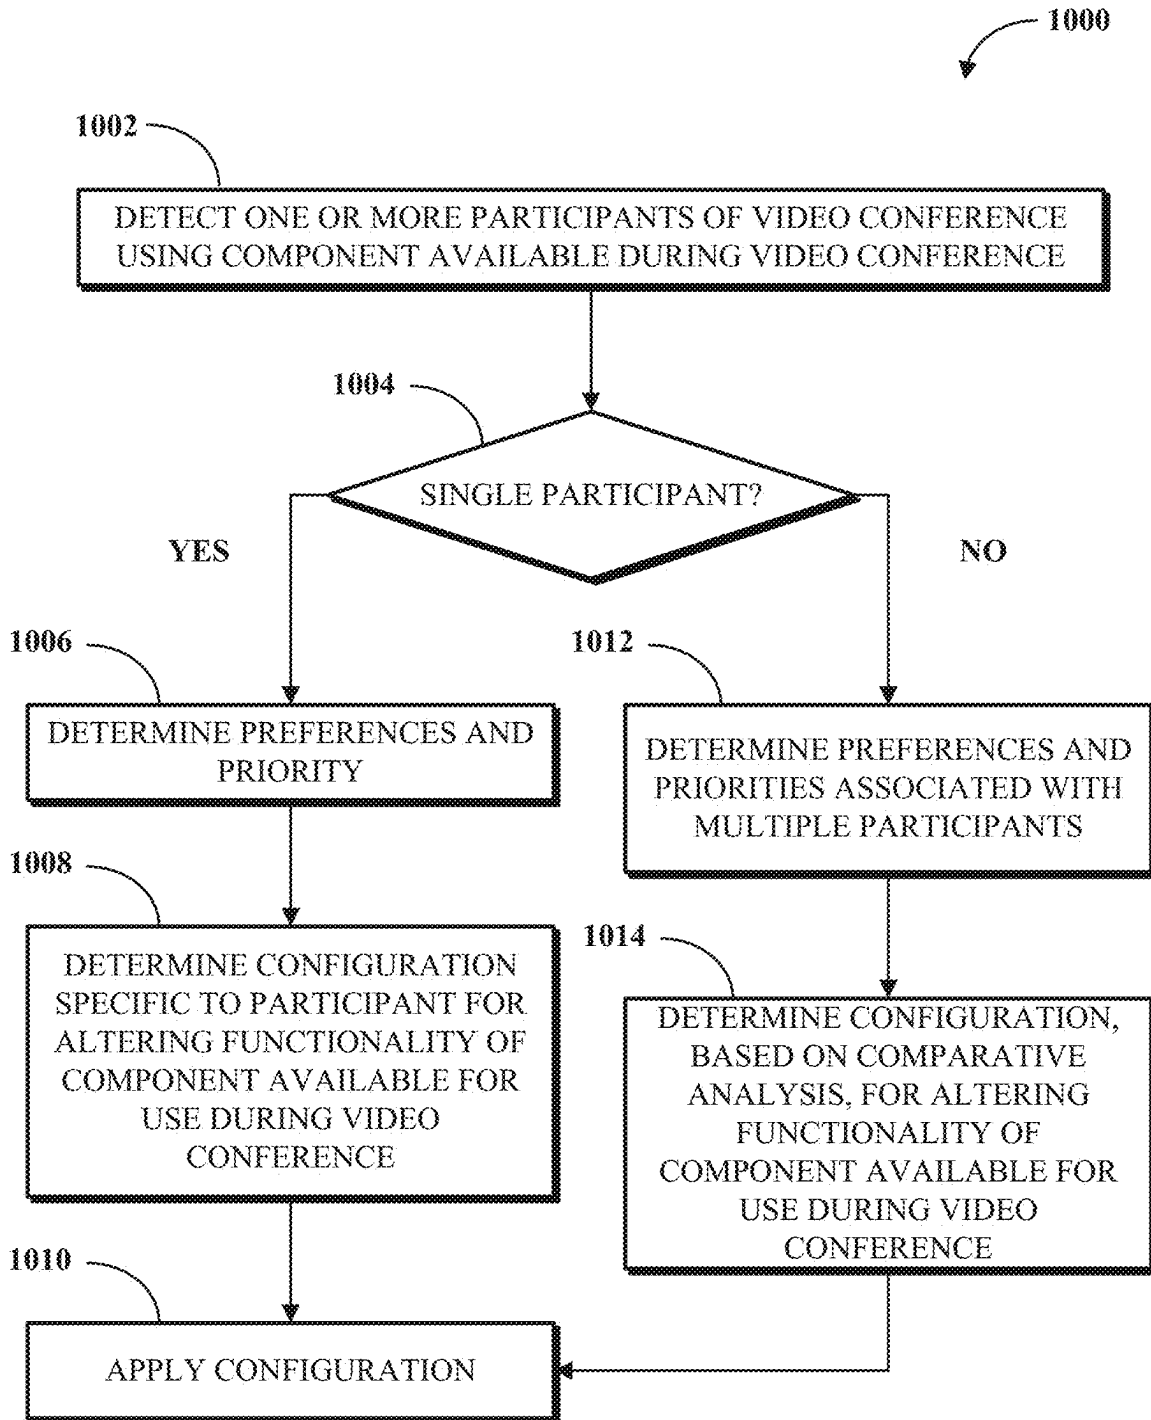 1000
1002
DETECT ONE OR MORE PARTICIPANTS OF VIDEO CONFERENCE
USING COMPONENT AVAILABLE DURING VIDEO CONFERENCE
1004
SINGLE PARTICIPANT?
YES
NO
1006
DETERMINE PREFERENCES AND
PRIORITY
1012
DETERMINE PREFERENCES AND
PRIORITIES ASSOCIATED WITH
MULTIPLE PARTICIPANTS
1008
DETERMINE CONFIGURATION
SPECIFIC TO PARTICIPANT FOR
ALTERING FUNCTIONALITY OF
COMPONENT AVAILABLE FOR
USE DURING VIDEO
CONFERENCE
1014
DETERMINE CONFIGURATION,
BASED ON COMPARATIVE
ANALYSIS, FOR ALTERING
FUNCTIONALITY OF
COMPONENT AVAILABLE FOR
USE DURING VIDEO
CONFERENCE
1010
APPLY CONFIGURATION